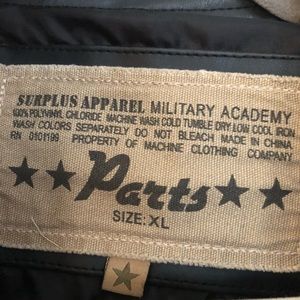 SURPLUS APPAREL MILITARY ACADEMY
100% POLYVINYL CHLORIDE MACHINE WASH COLD TUMBLE DRY LOW COOL IRON
WASH COLORS SEPARATELY DO NOT BLEACH MADE IN CHINA
RN 0101199 PROPERTY OF MACHINE CLOTHING COMPANY
Parts
SIZE: XL